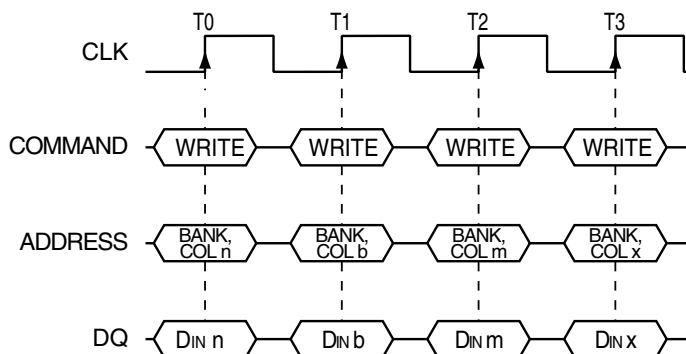 T0 T1 T2 T3
CLK
COMMAND WRITE WRITE WRITE WRITE
ADDRESS BANK, COL n BANK, COL b BANK, COL m BANK, COL x
DQ DIN n DIN b DIN m DIN x